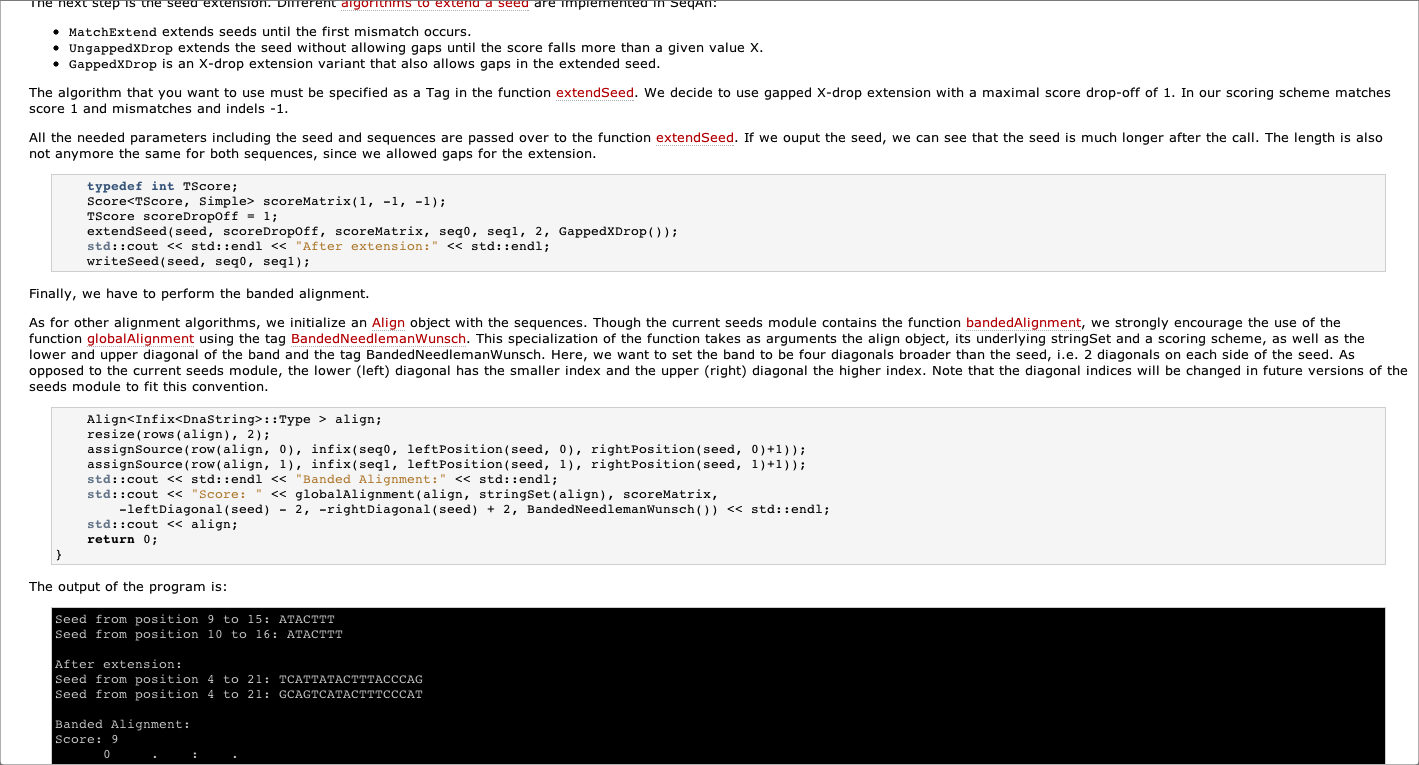 The next step is the seed extension. Different algorithms to extend a seed are implemented in SeqAn:
• MatchExtend extends seeds until the first mismatch occurs.
• UngappedXDrop extends the seed without allowing gaps until the score falls more than a given value X.
• GappedXDrop is an X-drop extension variant that also allows gaps in the extended seed.
The algorithm that you want to use must be specified as a Tag in the function extendSeed. We decide to use gapped X-drop extension with a maximal score drop-off of 1. In our scoring scheme matches
score 1 and mismatches and indels -1.
All the needed parameters including the seed and sequences are passed over to the function extendSeed. If we ouput the seed, we can see that the seed is much longer after the call. The length is also
not anymore the same for both sequences, since we allowed gaps for the extension.
typedef int TScore;
Score<TScore, Simple> scoreMatrix(1, -1, -1);
TScore scoreDropOff = 1;
extendSeed(seed, scoreDropOff, scoreMatrix, seq0, seq1, 2, GappedXDrop());
std::cout << std::endl << "After extension:" << std::endl;
writeSeed(seed, seq0, seq1);
Finally, we have to perform the banded alignment.
As for other alignment algorithms, we initialize an Align object with the sequences. Though the current seeds module contains the function bandedAlignment, we strongly encourage the use of the
function globalAlignment using the tag BandedNeedlemanWunsch. This specialization of the function takes as arguments the align object, its underlying stringSet and a scoring scheme, as well as the
lower and upper diagonal of the band and the tag BandedNeedlemanWunsch. Here, we want to set the band to be four diagonals broader than the seed, i.e. 2 diagonals on each side of the seed. As
opposed to the current seeds module, the lower (left) diagonal has the smaller index and the upper (right) diagonal the higher index. Note that the diagonal indices will be changed in future versions of the
seeds module to fit this convention.
Align<Infix<DnaString>::Type > align;
resize(rows(align), 2);
assignSource(row(align, 0), infix(seq0, leftPosition(seed, 0), rightPosition(seed, 0)+1));
assignSource(row(align, 1), infix(seq1, leftPosition(seed, 1), rightPosition(seed, 1)+1));
std::cout << std::endl << "Banded Alignment:" << std::endl;
std::cout << "Score: " << globalAlignment(align, stringSet(align), scoreMatrix,
-leftDiagonal(seed) - 2, -rightDiagonal(seed) + 2, BandedNeedlemanWunsch()) << std::endl;
std::cout << align;
return 0;
}
The output of the program is:
Seed from position 9 to 15: ATACTTT
Seed from position 10 to 16: ATACTTT
After extension:
Seed from position 4 to 21: TCATTATACTTTACCCAG
Seed from position 4 to 21: GCAGTCATACTTTCCCAT
Banded Alignment:
Score: 9
0 . : .